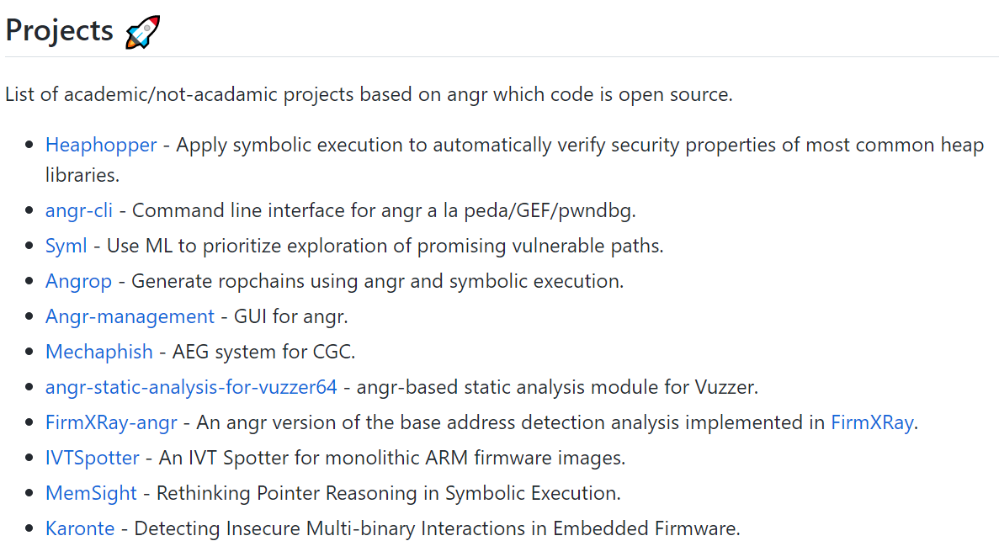 Projects 🚀
List of academic/not-acadamic projects based on angr which code is open source.
• Heaphopper - Apply symbolic execution to automatically verify security properties of most common heap
libraries.
• angr-cli - Command line interface for angr a la peda/GEF/pwndbg.
• Syml - Use ML to prioritize exploration of promising vulnerable paths.
• Angrop - Generate ropchains using angr and symbolic execution.
• Angr-management - GUI for angr.
• Mechaphish - AEG system for CGC.
• angr-static-analysis-for-vuzzer64 - angr-based static analysis module for Vuzzer.
• FirmXRay-angr - An angr version of the base address detection analysis implemented in FirmXRay.
• IVTSpotter - An IVT Spotter for monolithic ARM firmware images.
• MemSight - Rethinking Pointer Reasoning in Symbolic Execution.
• Karonte - Detecting Insecure Multi-binary Interactions in Embedded Firmware.